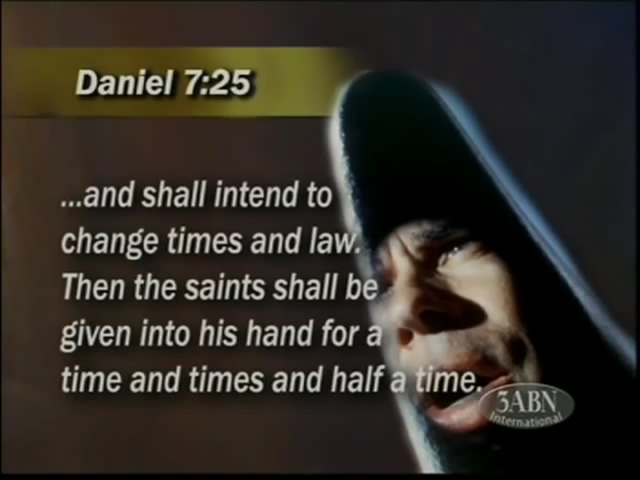 Daniel 7:25
...and shall intend to
change times and law.
Then the saints shall be
given into his hand for a
time and times and half a time.
3ABN
International